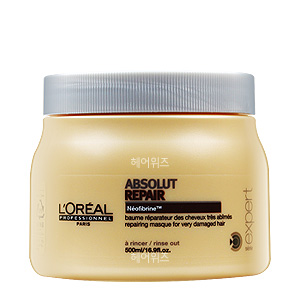 헤어위즈
ABSOLUT
REPAIR
Néofibrine™
L'ORÉAL
PROFESSIONNEL
PARIS
baume réparateur des cheveux très abîmés
repairing masque for very damaged hair
헤어위즈
à rincer / rinse out
500ml/16.9fl.oz.
expert